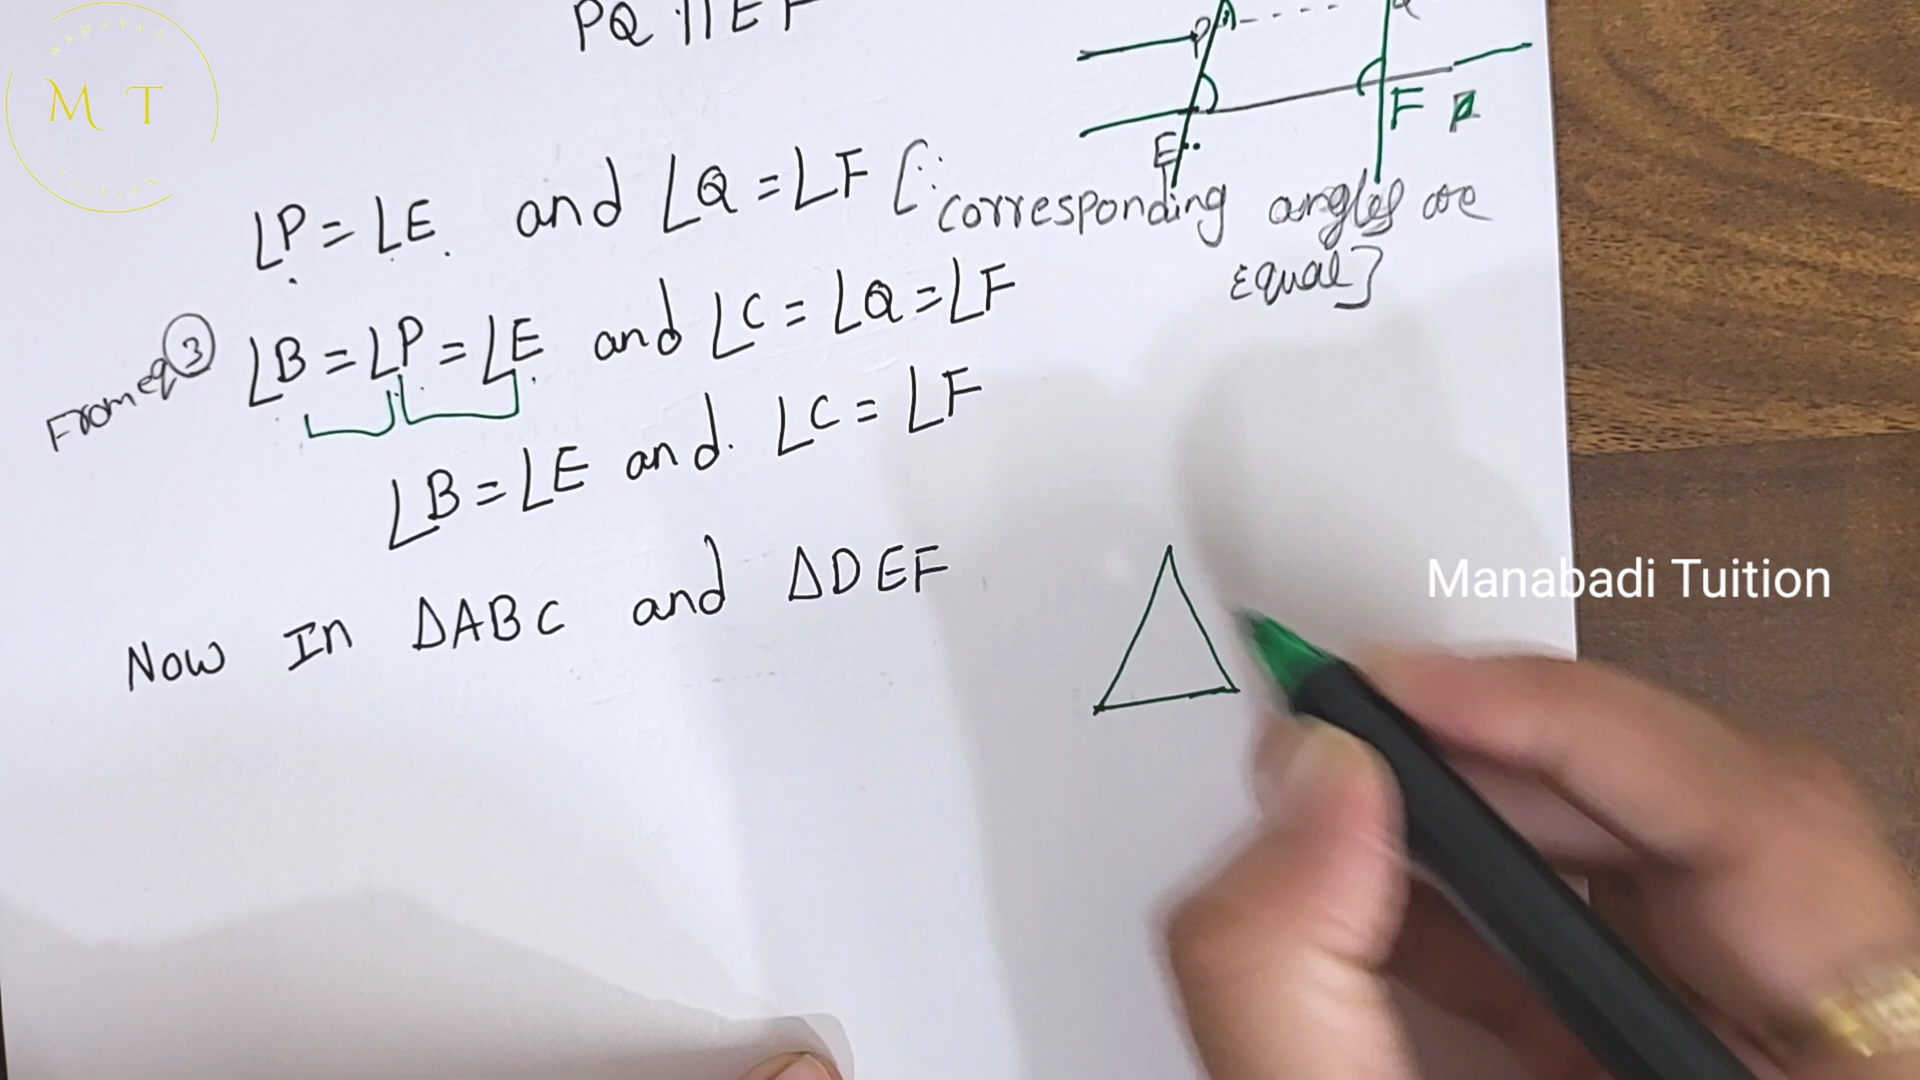 PQ || EF
P
F
E
∠P = ∠E and ∠Q = ∠F [∵ corresponding angles are
equal]
From eq ③ ∠B = ∠P = ∠E and ∠C = ∠Q = ∠F
∠B = ∠E and ∠C = ∠F
Now In ΔABC and ΔDEF
M T
TUITION
Manabadi Tuition